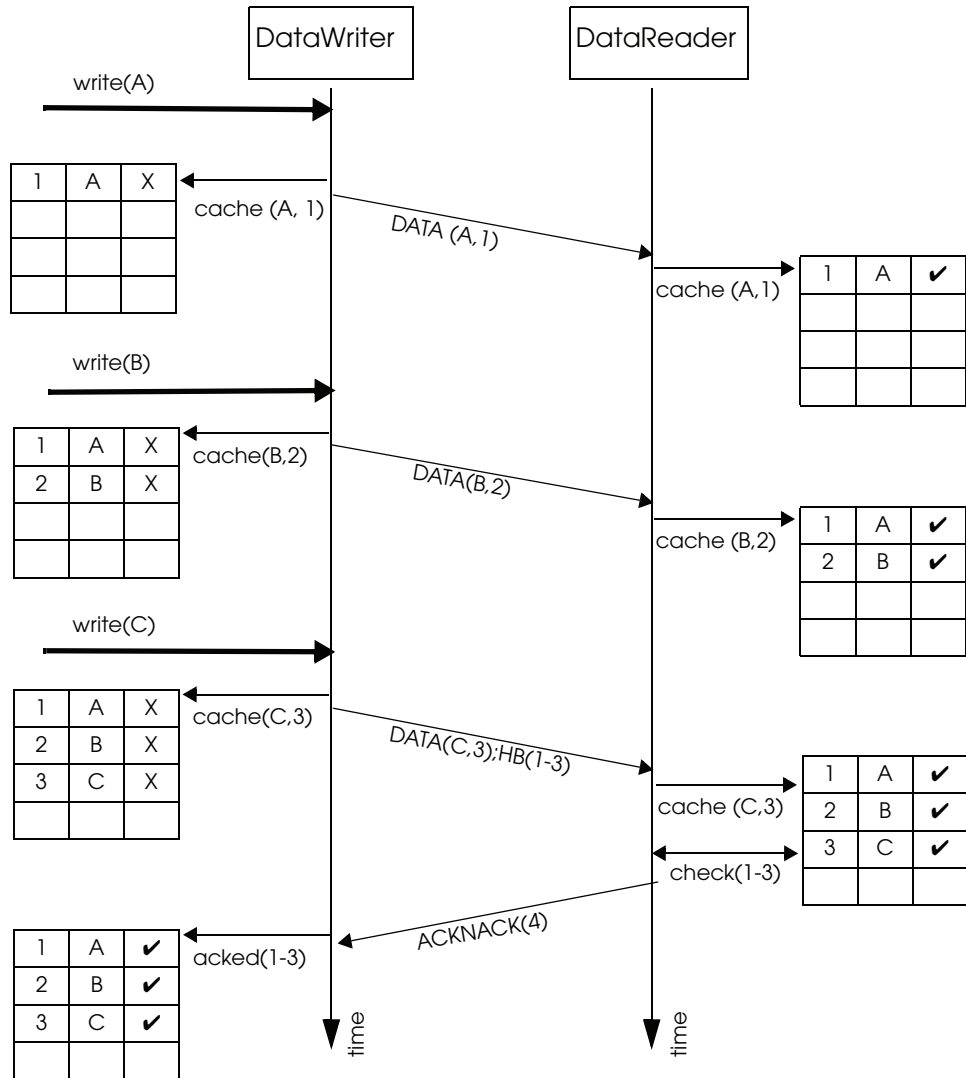 DataWriter
DataReader
write(A)
1 A X
cache (A, 1)
DATA (A,1)
cache (A,1)
1 A ✔
write(B)
1 A X
2 B X
cache(B,2)
DATA(B,2)
cache (B,2)
1 A ✔
2 B ✔
write(C)
1 A X
2 B X
3 C X
cache(C,3)
DATA(C,3);HB(1-3)
cache (C,3)
1 A ✔
2 B ✔
3 C ✔
check(1-3)
ACKNACK(4)
acked(1-3)
1 A ✔
2 B ✔
3 C ✔
time
time